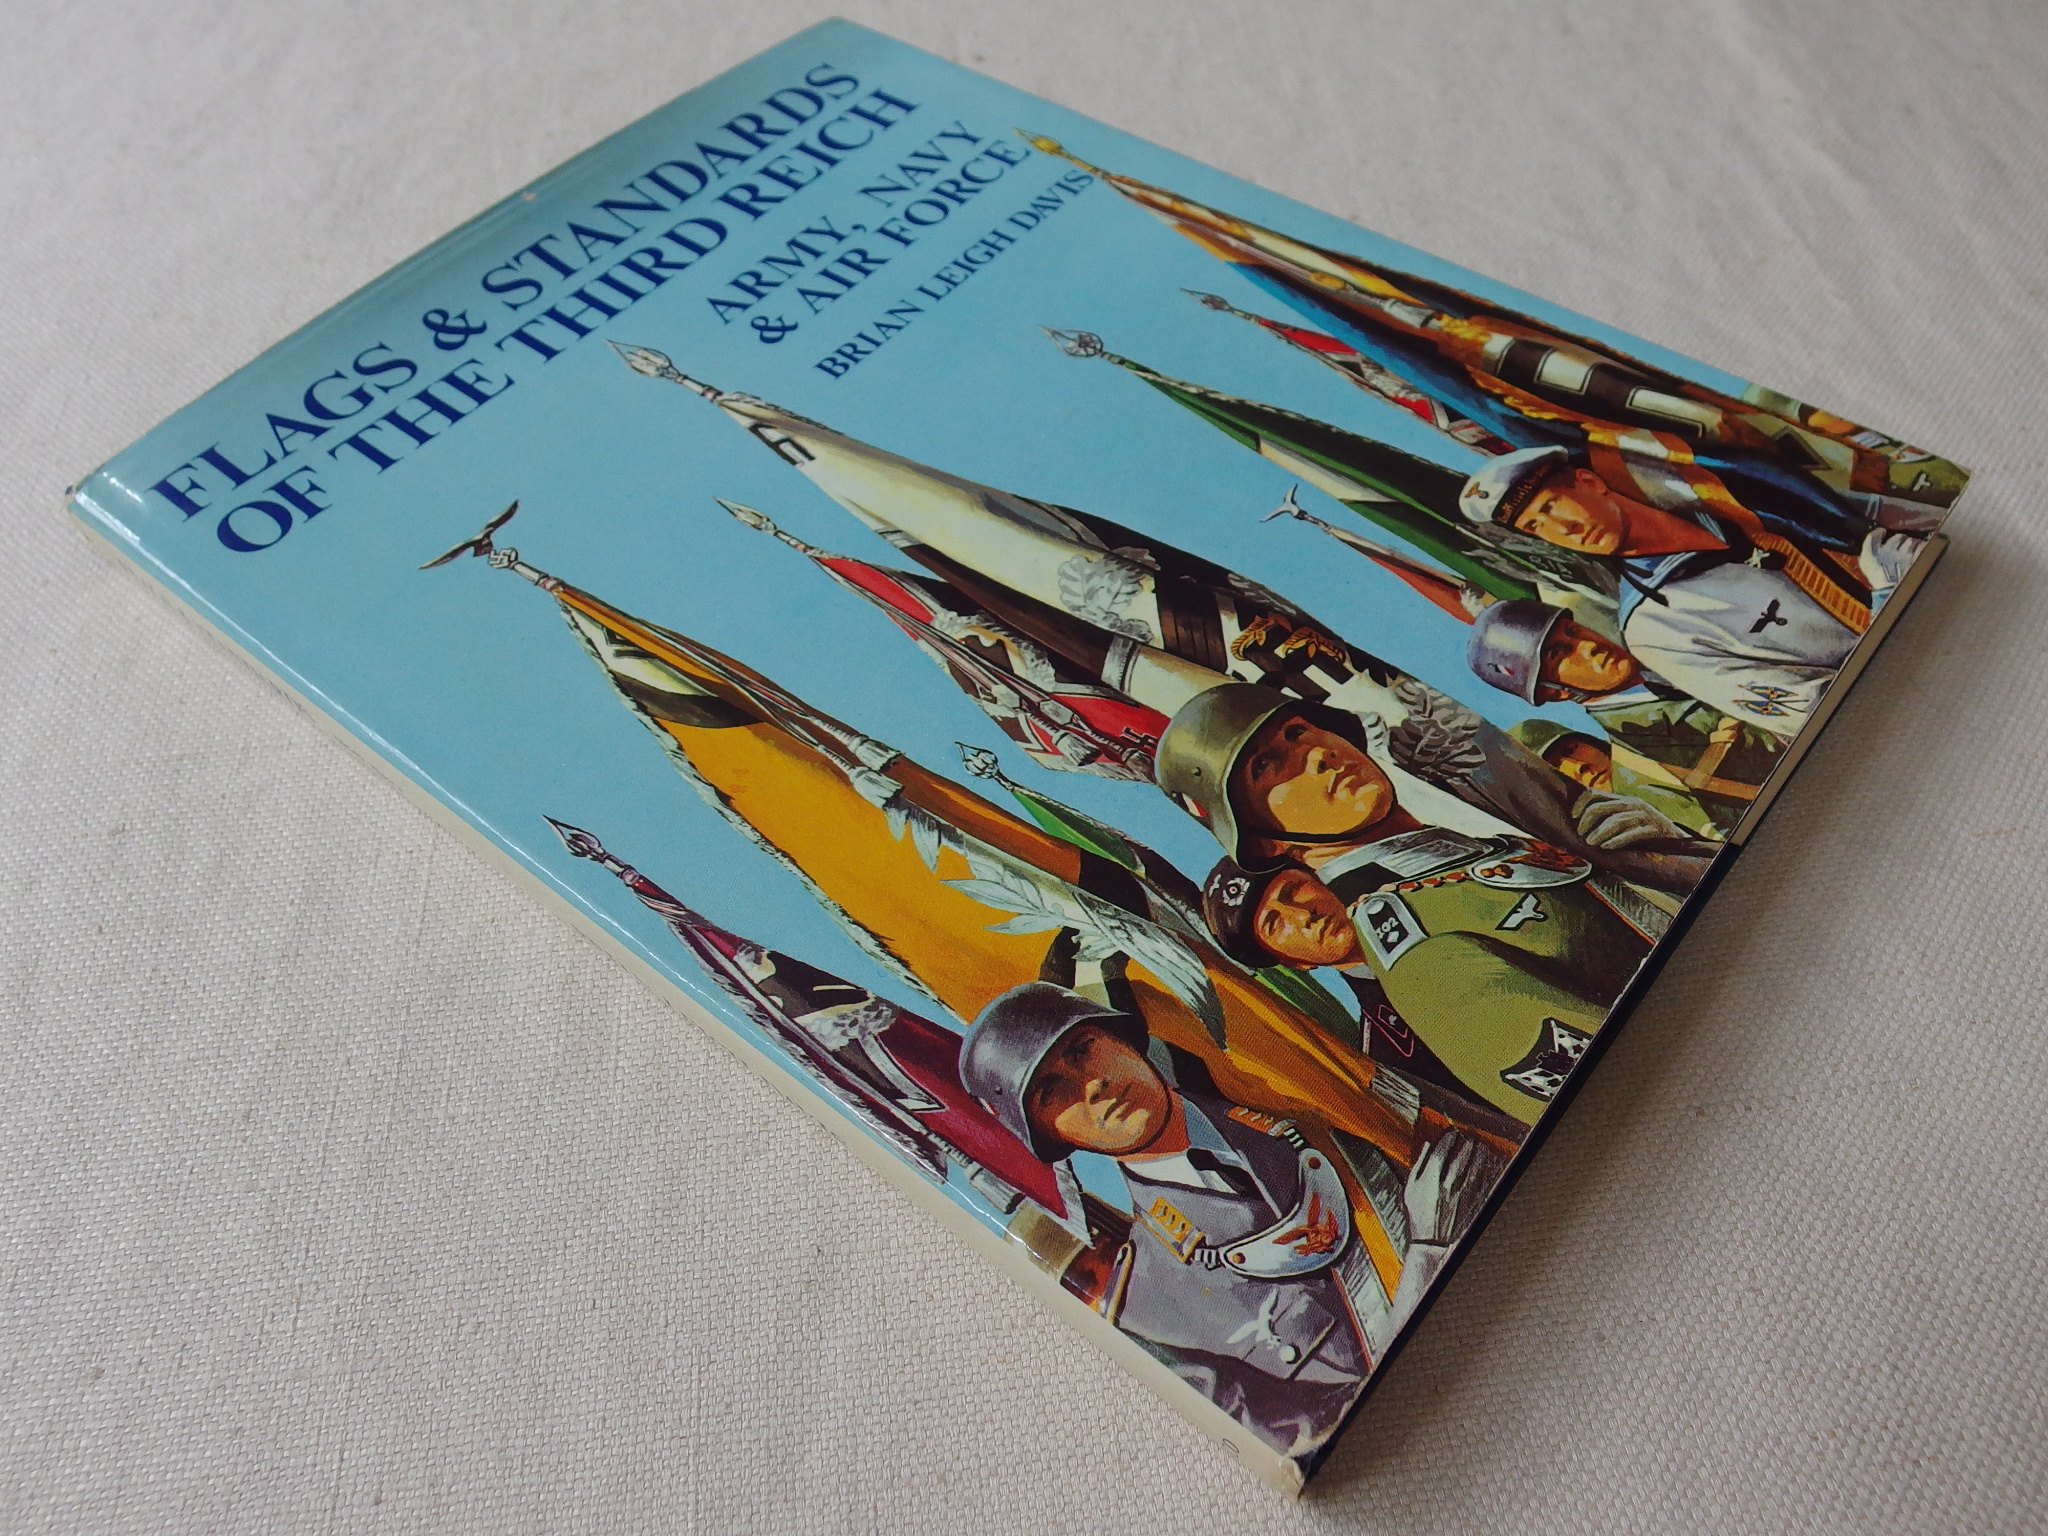 FLAGS & STANDARDS
OF THE THIRD REICH
ARMY, NAVY
& AIR FORCE
BRIAN LEIGH DAVIS